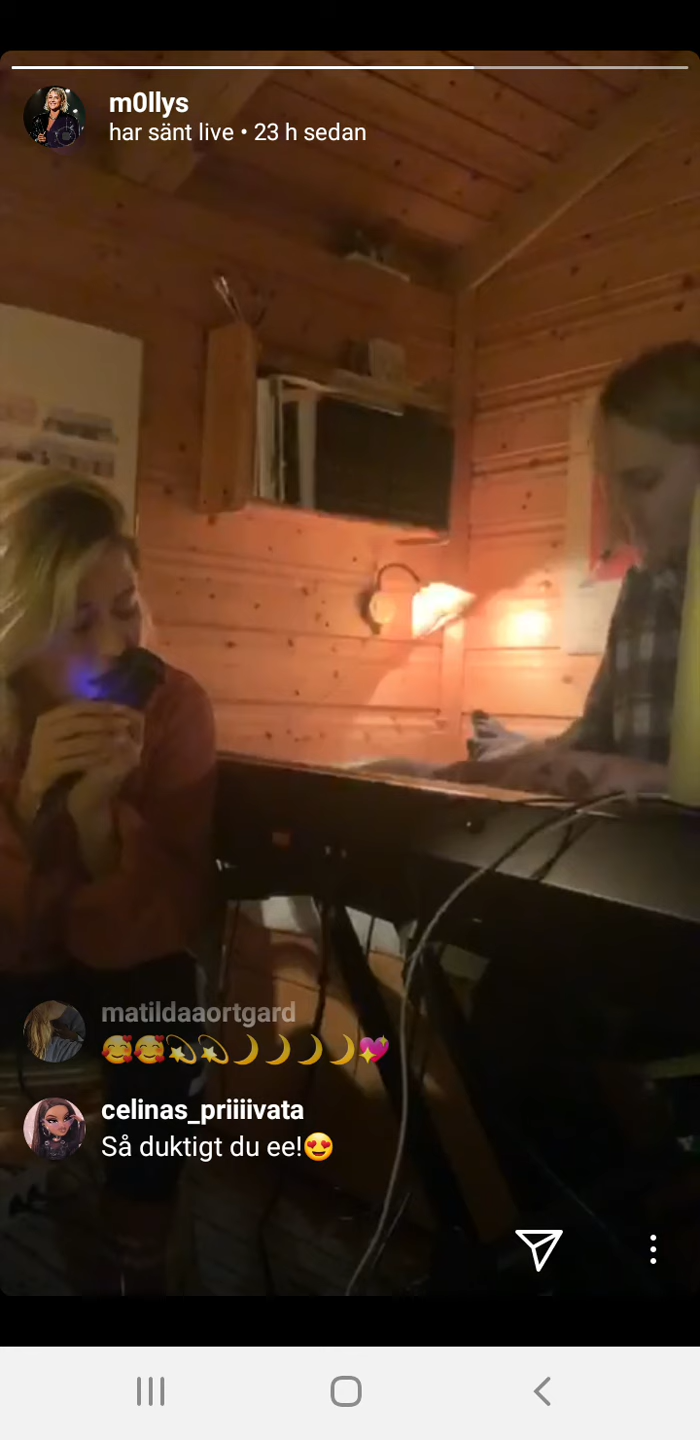 m0llys
har sänt live • 23 h sedan
matildaaortgard
🥰🥰💫💫🌙🌙🌙🌙💖
celinas_priiiivata
Så duktigt du ee!😍